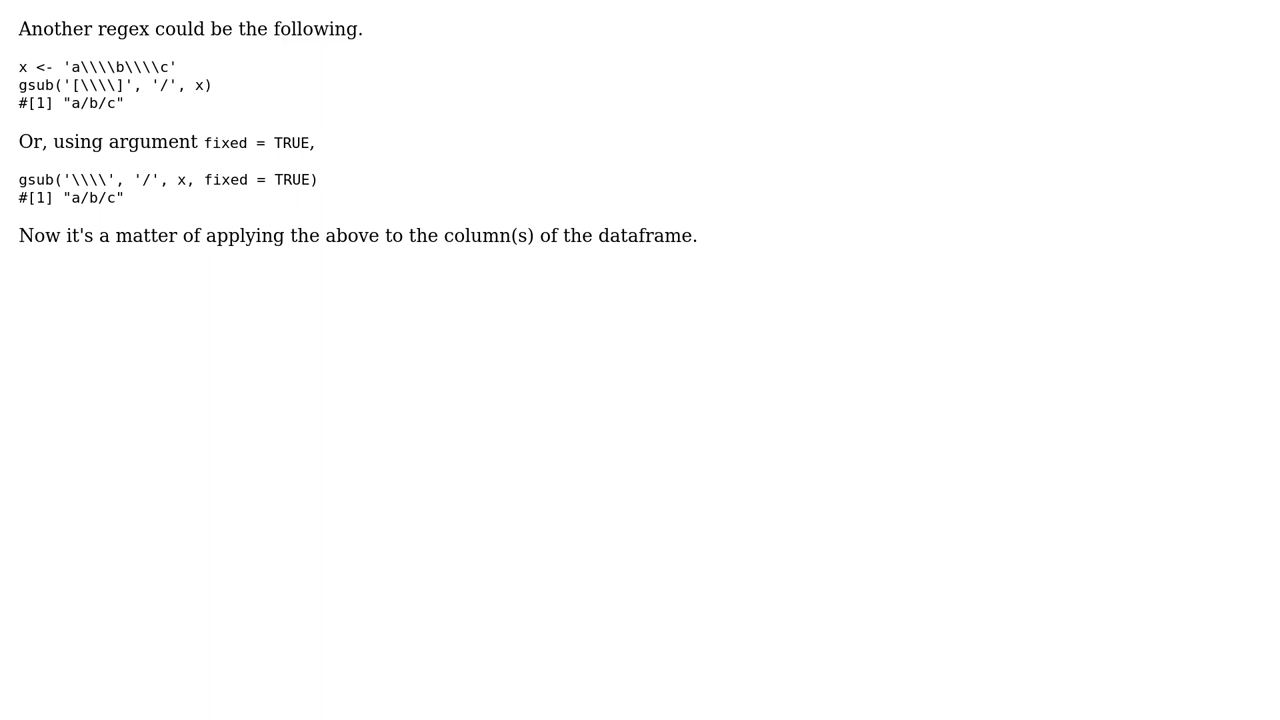 Another regex could be the following.
x <- 'a\\\\b\\\\c'
gsub('[\\\\]', '/', x)
#[1] "a/b/c"
Or, using argument fixed = TRUE,
gsub('\\\\', '/', x, fixed = TRUE)
#[1] "a/b/c"
Now it's a matter of applying the above to the column(s) of the dataframe.